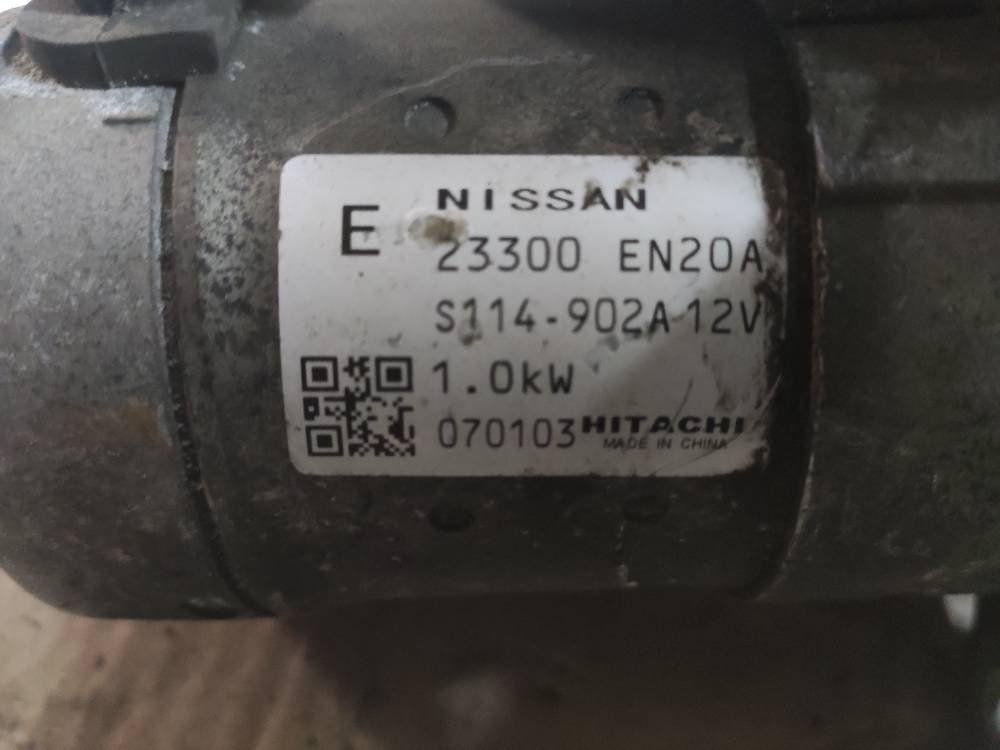 NISSAN
E
23300 EN20A
S114-902A 12V
1.0kW
070103 HITACHI
MADE IN CHINA